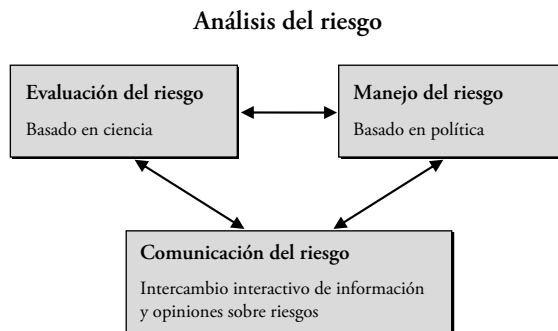 Análisis del riesgo
Evaluación del riesgo
Basado en ciencia
Manejo del riesgo
Basado en política
Comunicación del riesgo
Intercambio interactivo de información
y opiniones sobre riesgos